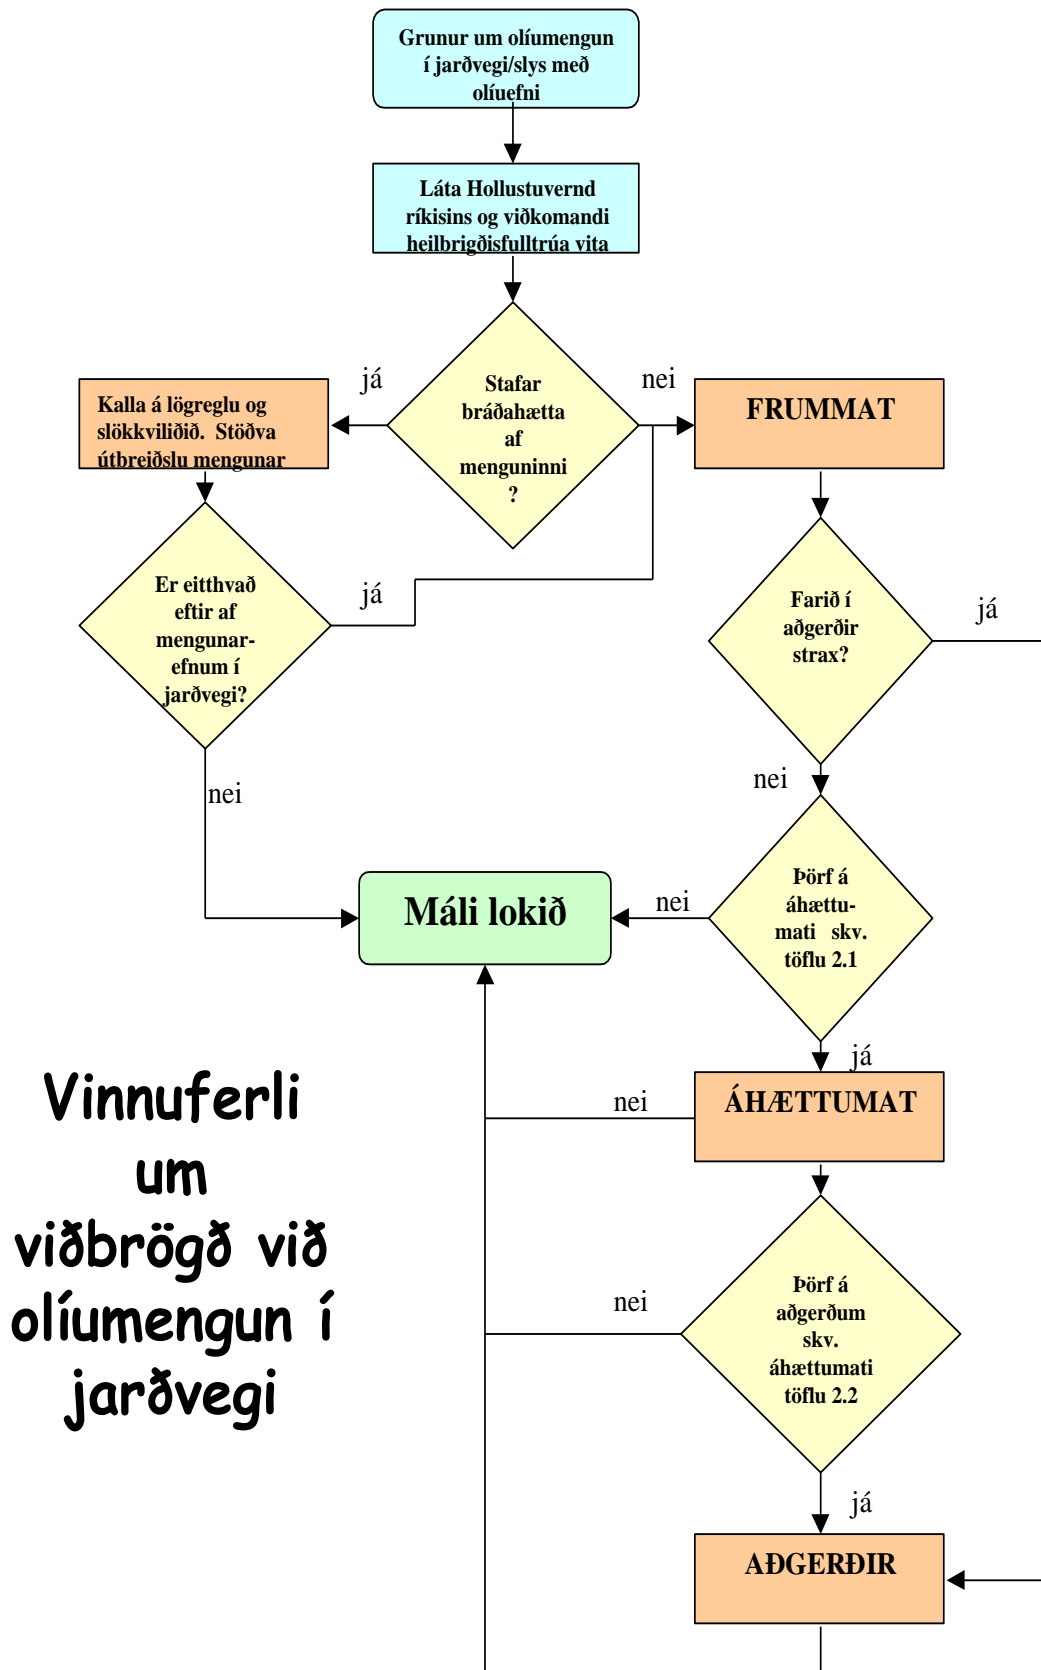 Grunur um olíumengun
í jarðvegi/slys með
olíuefni
Láta Hollustuvernd
ríkisins og viðkomandi
heilbrigðisfulltrúa vita
Stafar
bráðahætta
af
menguninni
?
já
nei
Kalla á lögreglu og
slökkviliðið. Stöðva
útbreiðslu mengunar
FRUMMAT
Er eitthvað
eftir af
mengunar-
efnum í
jarðvegi?
já
nei
Farið í
aðgerðir
strax?
já
nei
Þörf á
áhættu-
mati skv.
töflu 2.1
nei
já
Máli lokið
ÁHÆTTUMAT
nei
Þörf á
aðgerðum
skv.
áhættumati
töflu 2.2
nei
já
AÐGERÐIR
Vinnuferli
um
viðbrögð við
olíumengun í
jarðvegi